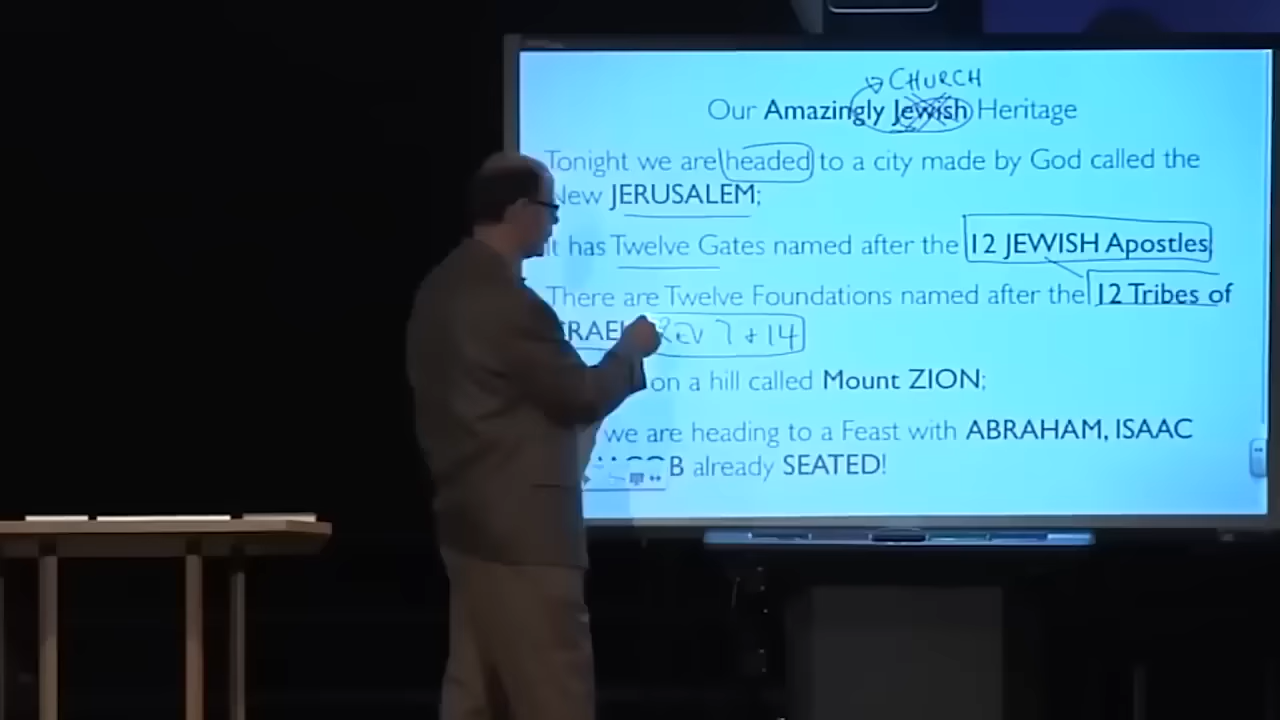 CHURCH
Our Amazingly Jewish Heritage
Tonight we are headed to a city made by God called the
New JERUSALEM;
It has Twelve Gates named after the 12 JEWISH Apostles
There are Twelve Foundations named after the 12 Tribes of
REV 7 + 14
on a hill called Mount ZION;
we are heading to a Feast with ABRAHAM, ISAAC
already SEATED!